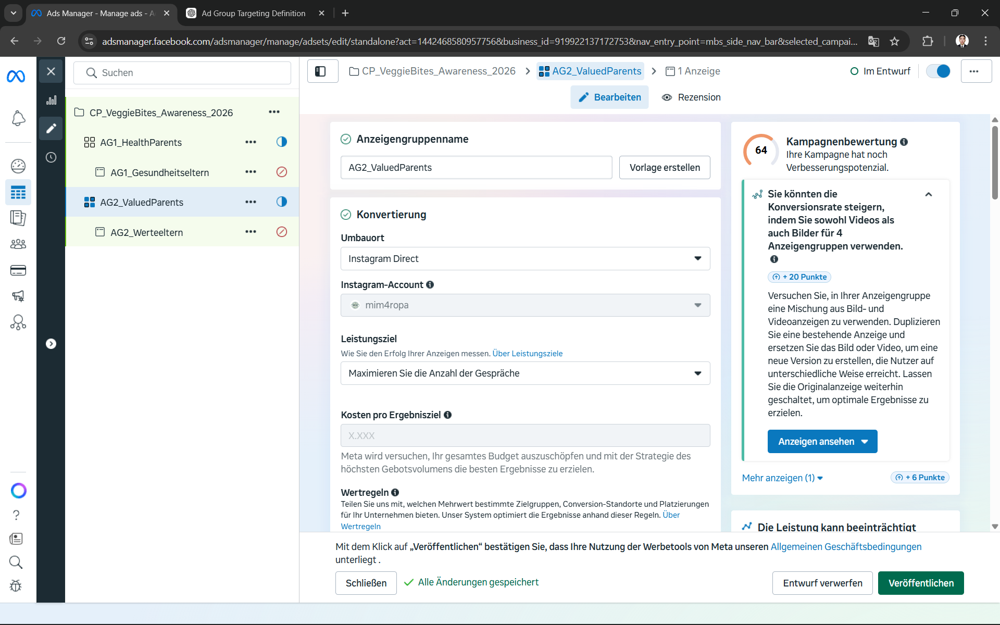 Ads Manager - Manage ads - A
Ad Group Targeting Definition
adsmanager.facebook.com/adsmanager/manage/adsets/edit/standalone?act=1442468580957756&business_id=919922137172753&nav_entry_point=mbs_side_nav_bar&selected_campai...
Suchen
CP_VeggieBites_Awareness_2026
AG1_HealthParents
AG1_Gesundheitseltern
AG2_ValuedParents
AG2_Werteeltern
CP_VeggieBites_Awareness_2026
AG2_ValuedParents
1 Anzeige
Im Entwurf
Bearbeiten
Rezension
Anzeigengruppenname
AG2_ValuedParents
Vorlage erstellen
Konvertierung
Umbauort
Instagram Direct
Instagram-Account
mim4ropa
Leistungsziel
Wie Sie den Erfolg Ihrer Anzeigen messen. Über Leistungsziele
Maximieren Sie die Anzahl der Gespräche
Kosten pro Ergebnisziel
X.XXX
Meta wird versuchen, Ihr gesamtes Budget auszuschöpfen und mit der Strategie des
höchsten Gebotsvolumens die besten Ergebnisse zu erzielen.
Wertregeln
Teilen Sie uns mit, welchen Mehrwert bestimmte Zielgruppen, Conversion-Standorte und Platzierungen
für Ihr Unternehmen bieten. Unser System optimiert die Ergebnisse anhand dieser Regeln. Über
Wertregeln
64
Kampagnenbewertung
Ihre Kampagne hat noch
Verbesserungspotenzial.
Sie könnten die
Konversionsrate steigern,
indem Sie sowohl Videos als
auch Bilder für 4
Anzeigengruppen verwenden.
+ 20 Punkte
Versuchen Sie, in Ihrer Anzeigengruppe
eine Mischung aus Bild- und
Videoanzeigen zu verwenden. Duplizieren
Sie eine bestehende Anzeige und
ersetzen Sie das Bild oder Video, um eine
neue Version zu erstellen, die Nutzer auf
unterschiedliche Weise erreicht. Lassen
Sie die Originalanzeige weiterhin
geschaltet, um optimale Ergebnisse zu
erzielen.
Anzeigen ansehen
Mehr anzeigen (1)
+ 6 Punkte
Die Leistung kann beeinträchtigt
Mit dem Klick auf „Veröffentlichen“ bestätigen Sie, dass Ihre Nutzung der Werbetools von Meta unseren Allgemeinen Geschäftsbedingungen
unterliegt .
Schließen
Alle Änderungen gespeichert
Entwurf verwerfen
Veröffentlichen